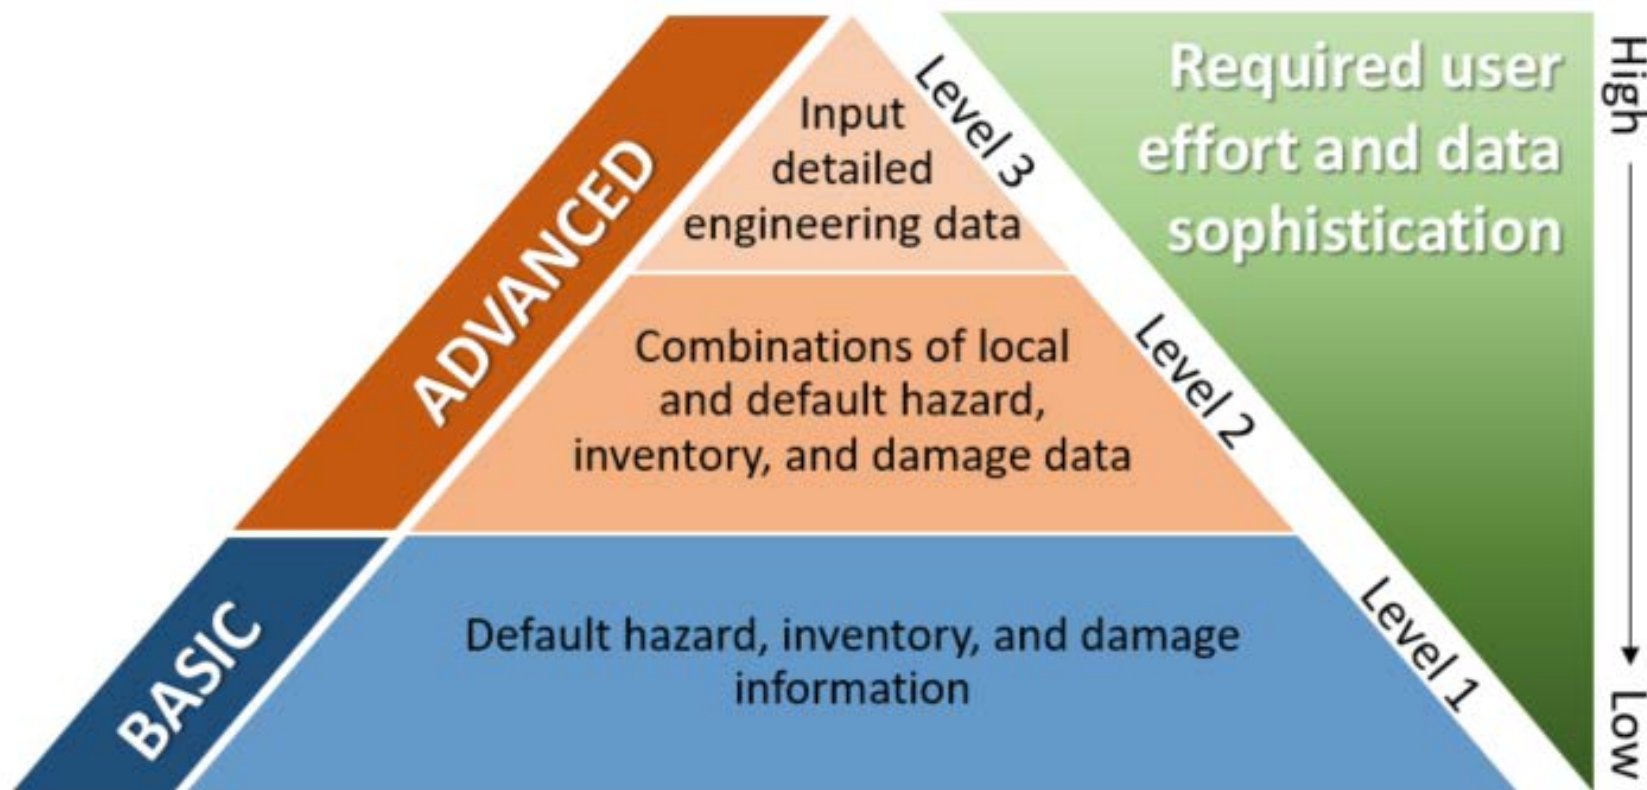 ADVANCED
BASIC
Input
detailed
engineering data
Combinations of local
and default hazard,
inventory, and damage data
Default hazard, inventory, and damage
information
Level 3
Level 2
Level 1
Required user
effort and data
sophistication
High
Low